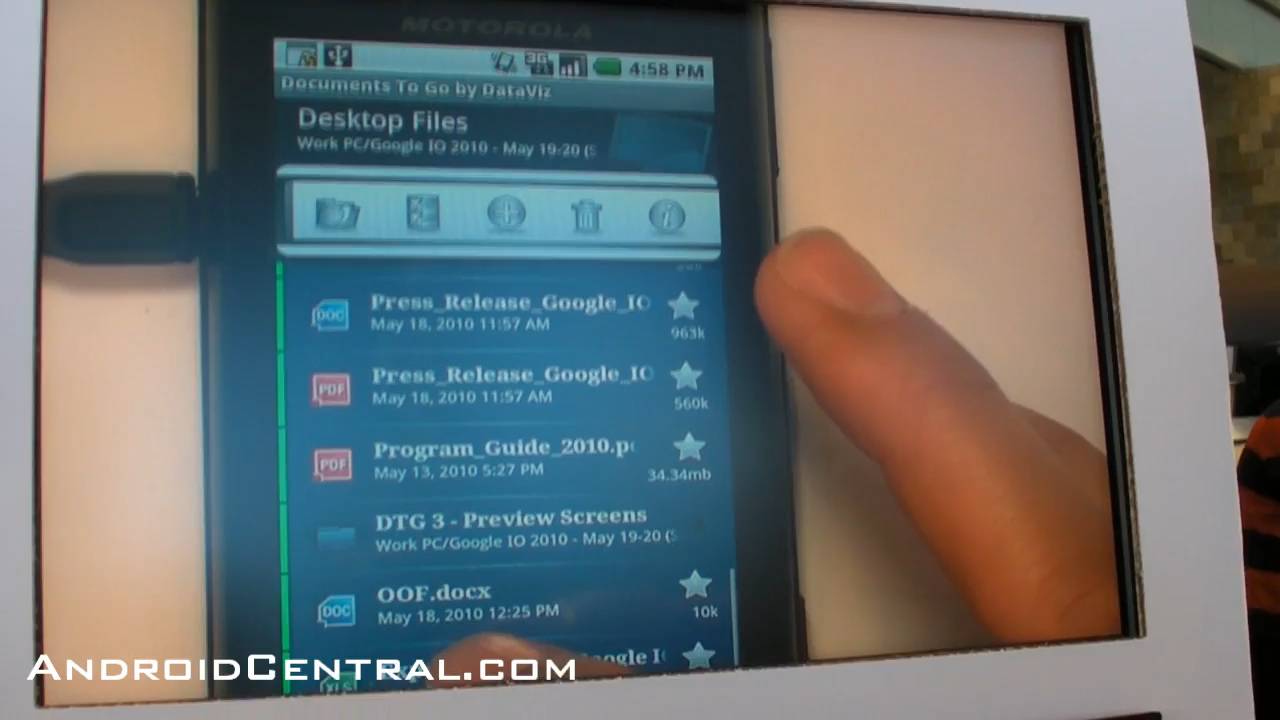 MOTOROLA
3G
4:58 PM
Documents To Go by DataViz
Desktop Files
Work PC/Google IO 2010 - May 19-20 (S
DOC
Press_Release_Google_IO
May 18, 2010 11:57 AM
963k
PDF
Press_Release_Google_IO
May 18, 2010 11:57 AM
560k
PDF
Program_Guide_2010.p
May 13, 2010 5:27 PM
34.34mb
DTG 3 - Preview Screens
Work PC/Google IO 2010 - May 19-20 (S
DOC
OOF.docx
May 18, 2010 12:25 PM
10k
XLS
oogle I
ANDROIDCENTRAL.COM